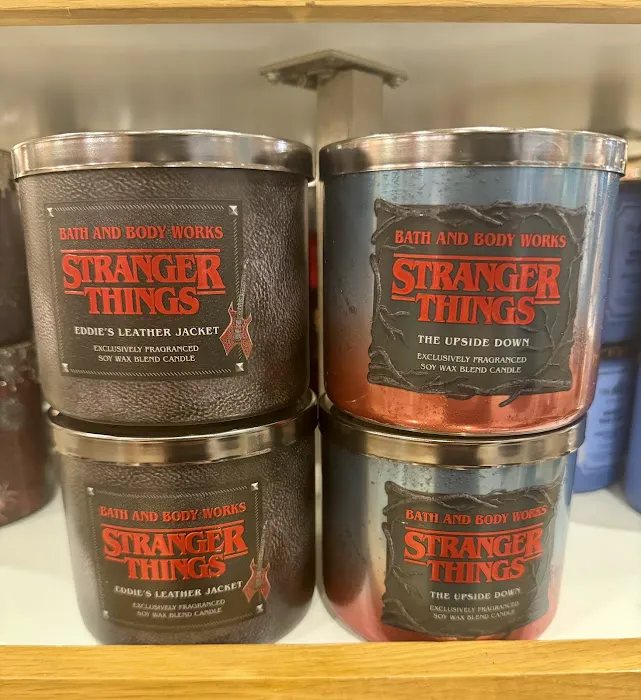 BATH AND BODY WORKS
STRANGER
THINGS
EDDIE'S LEATHER JACKET
EXCLUSIVELY FRAGRANCED
SOY WAX BLEND CANDLE
BATH AND BODY WORKS
STRANGER
THINGS
THE UPSIDE DOWN
EXCLUSIVELY FRAGRANCED
SOY WAX BLEND CANDLE
BATH AND BODY WORKS
STRANGER
THINGS
EDDIE'S LEATHER JACKET
EXCLUSIVELY FRAGRANCED
SOY WAX BLEND CANDLE
BATH AND BODY WORKS
STRANGER
THINGS
THE UPSIDE DOWN
EXCLUSIVELY FRAGRANCED
SOY WAX BLEND CANDLE